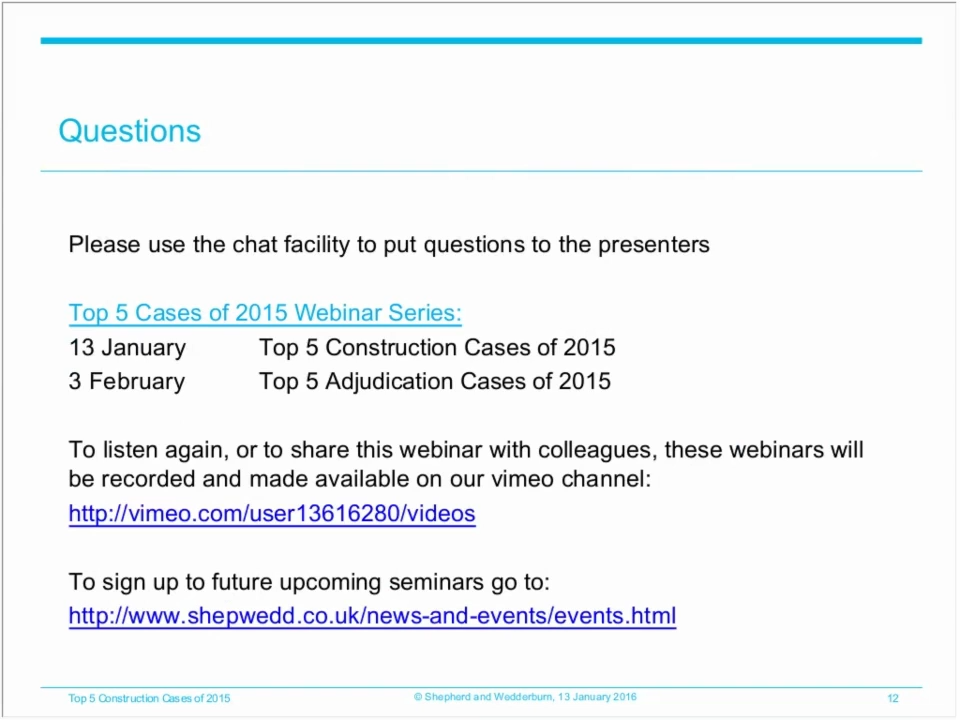 Questions
Please use the chat facility to put questions to the presenters
Top 5 Cases of 2015 Webinar Series:
13 January Top 5 Construction Cases of 2015
3 February Top 5 Adjudication Cases of 2015
To listen again, or to share this webinar with colleagues, these webinars will
be recorded and made available on our vimeo channel:
http://vimeo.com/user13616280/videos
To sign up to future upcoming seminars go to:
http://www.shepwedd.co.uk/news-and-events/events.html
Top 5 Construction Cases of 2015 © Shepherd and Wedderburn, 13 January 2016 12